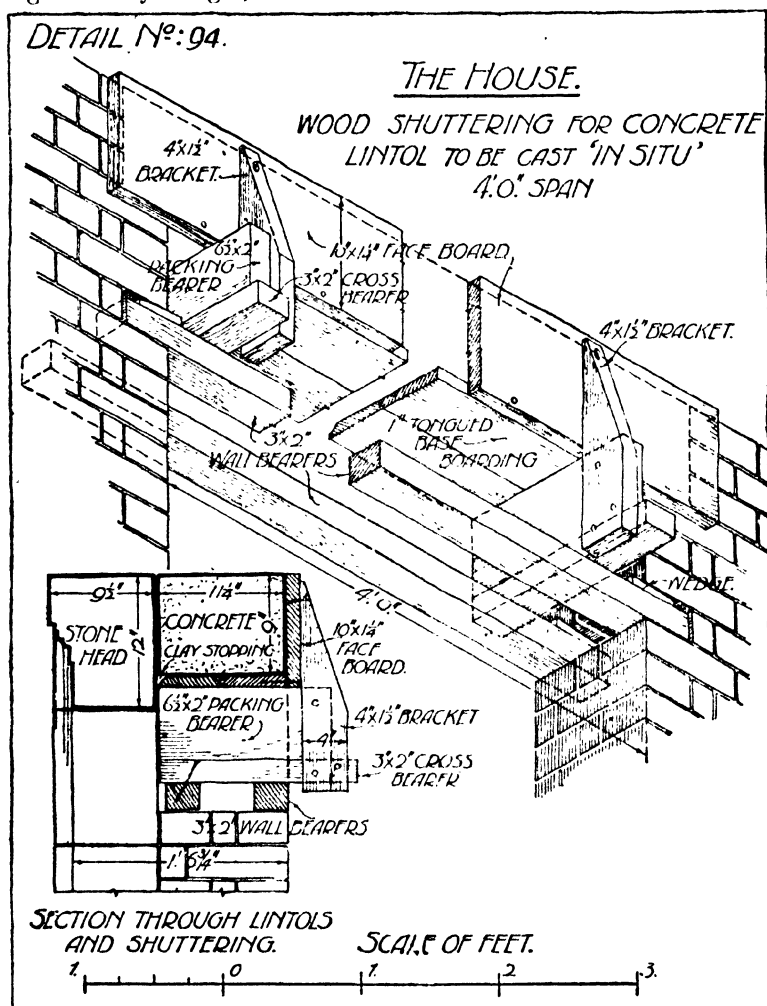 DETAIL Nº:94.
THE HOUSE.
WOOD SHUTTERING FOR CONCRETE
LINTOL TO BE CAST 'IN SITU'
4'.0". SPAN
4"x1½"
BRACKET.
6½"x2"
PACKING
BEARER
10"x1¼" FACE BOARD.
3"x2" CROSS
BEARER
4"x1½" BRACKET.
3"x2"
WALL BEARERS
1" TONGUED
BASE
BOARDING
WEDGE.
4'.0"
9½"
11¼"
STONE
HEAD
12"
CONCRETE
9"
CLAY STOPPING
10"x1¼"
FACE
BOARD.
6½"x2" PACKING
BEARER
4"x1½" BRACKET
4"
3"x2" CROSS
BEARER
3"x2" WALL BEARERS
1'. 6¾"
SECTION THROUGH LINTOLS
AND SHUTTERING.
SCALE OF FEET.
1. 0 1. 2 3.